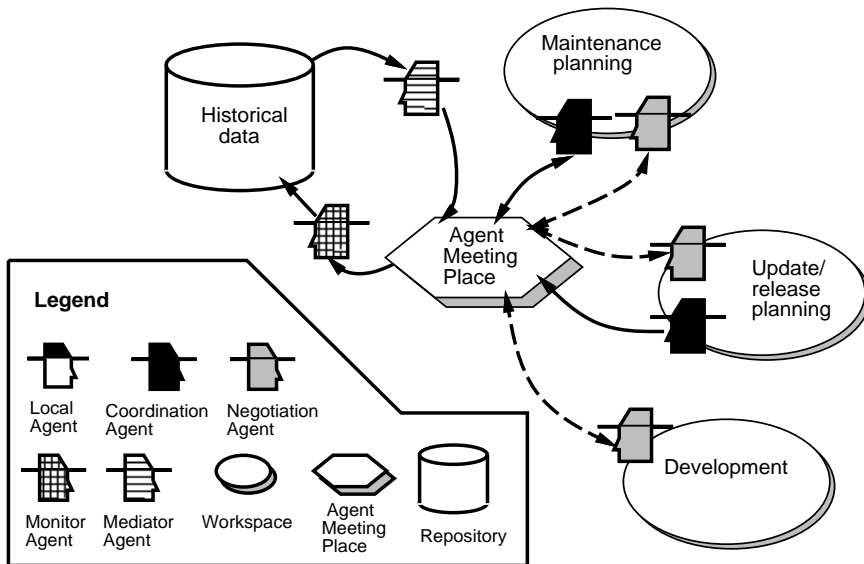 Maintenance
planning
Historical
data
Agent
Meeting
Place
Update/
release
planning
Development
Legend
Local
Agent
Coordination
Agent
Negotiation
Agent
Monitor
Agent
Mediator
Agent
Workspace
Agent
Meeting
Place
Repository